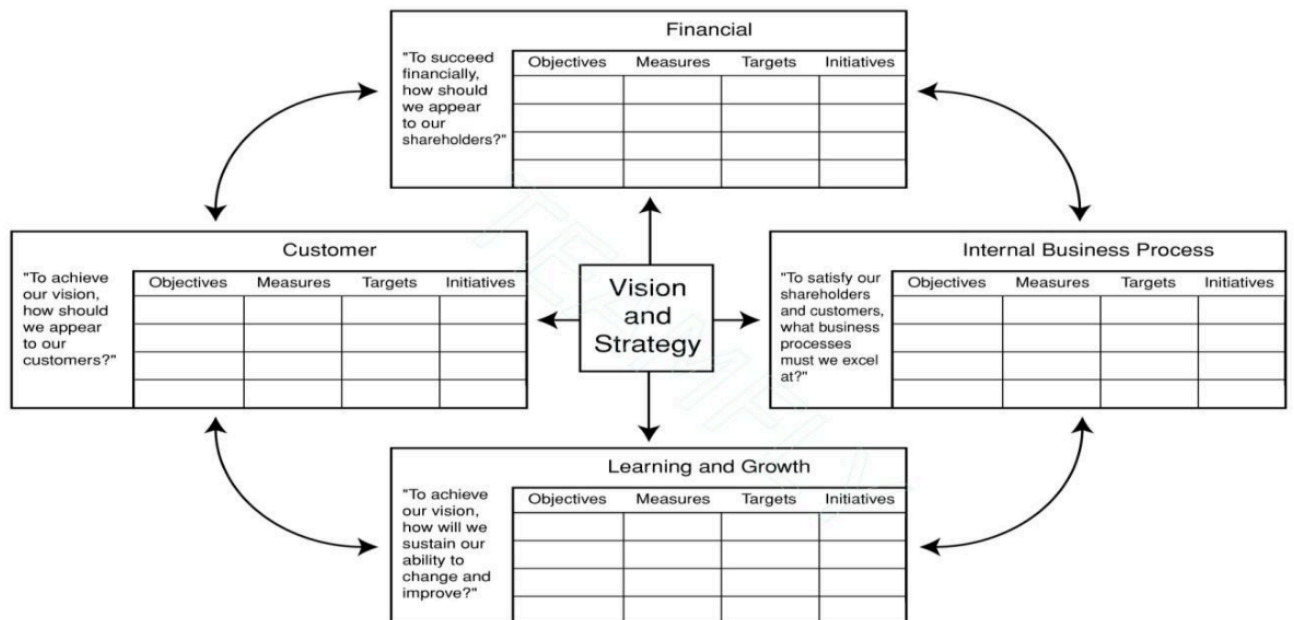 Financial
"To succeed
financially,
how should
we appear
to our
shareholders?"
Objectives Measures Targets Initiatives
Customer
"To achieve
our vision,
how should
we appear
to our
customers?"
Objectives Measures Targets Initiatives
Vision
and
Strategy
Internal Business Process
"To satisfy our
shareholders
and customers,
what business
processes
must we excel
at?"
Objectives Measures Targets Initiatives
Learning and Growth
"To achieve
our vision,
how will we
sustain our
ability to
change and
improve?"
Objectives Measures Targets Initiatives
TEAMFLY